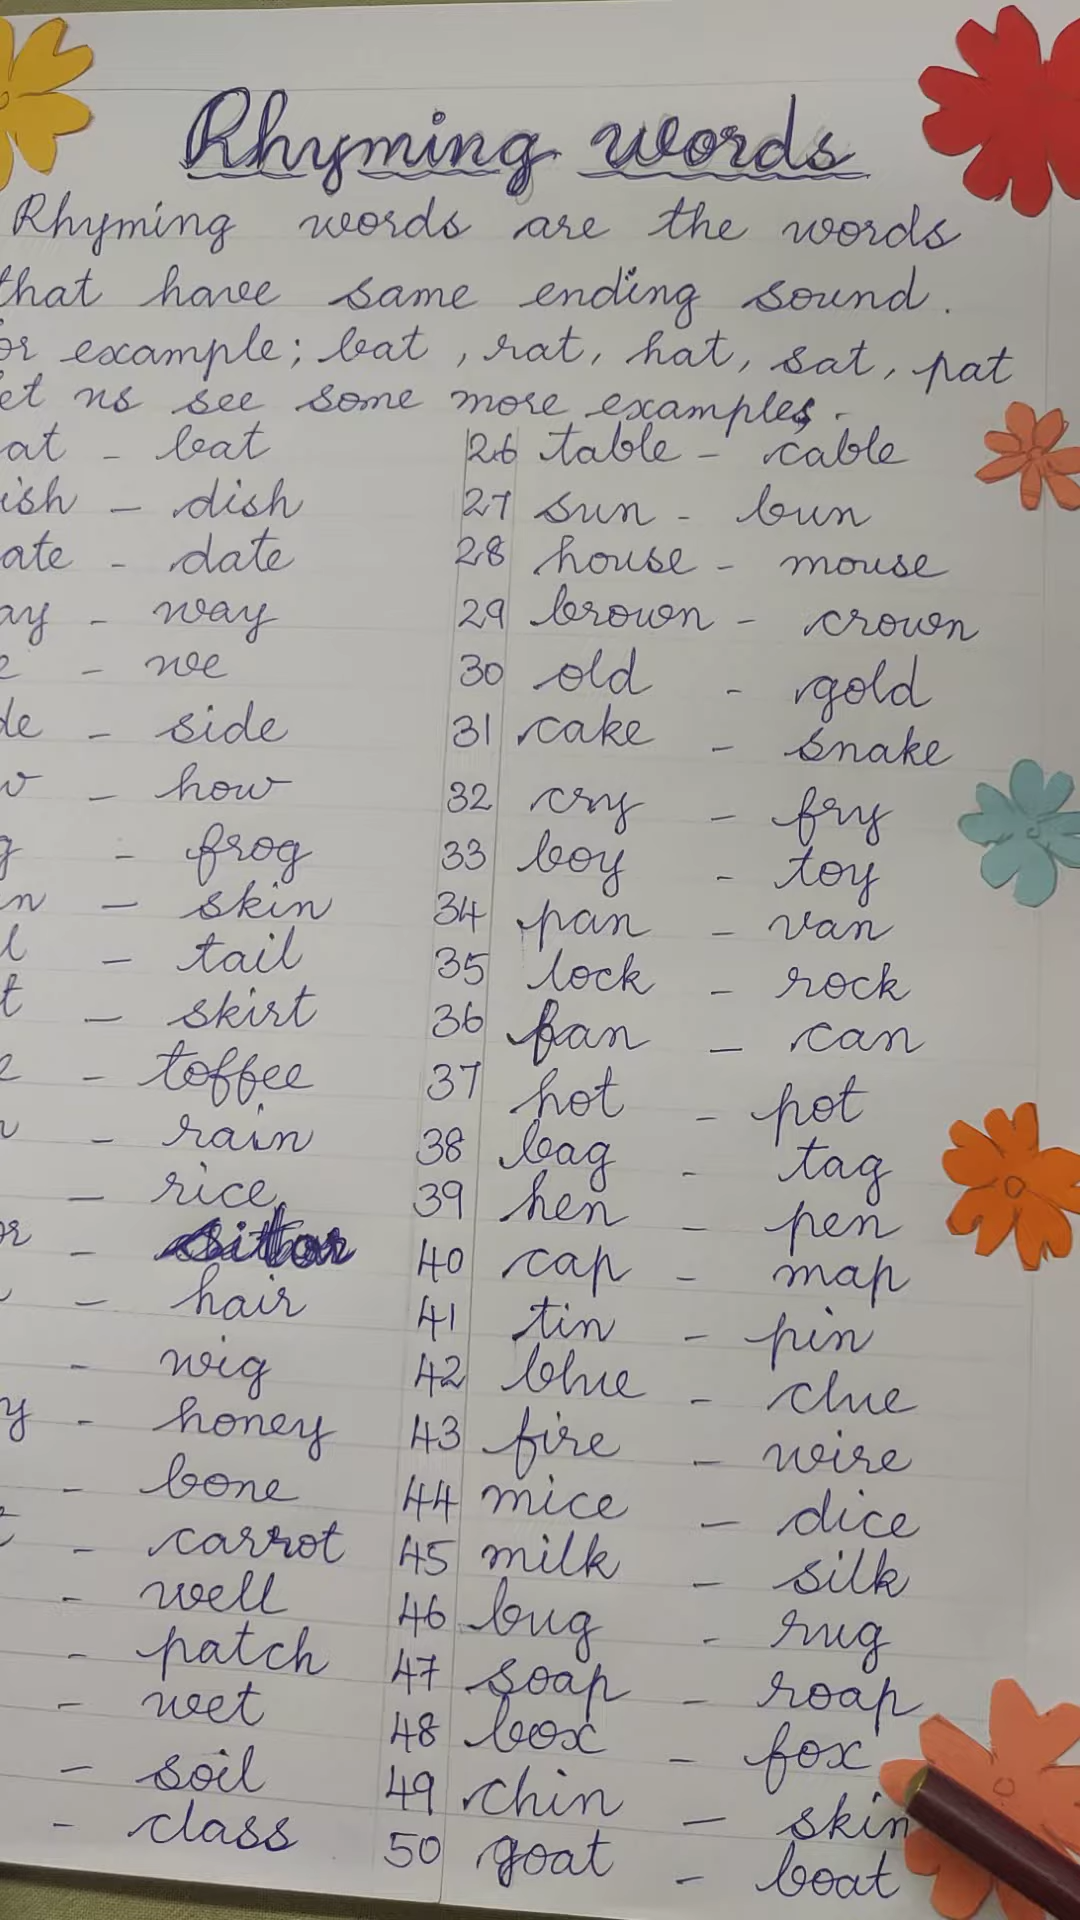 Rhyming words
Rhyming words are the words
that have same ending sound.
or example; bat, rat, hat, sat, pat
et us see some more examples.
at - bat
ish - dish
ate - date
ay - way
e - we
de - side
w - how
g - frog
in - skin
l - tail
t - skirt
e - toffee
n - rain
- rice
or -
- hair
- wig
y - honey
- bone
- carrot
- well
- patch
- wet
- soil
- class
26 table - cable
27 sun - bun
28 house - mouse
29 brown - crown
30 old - gold
31 cake - snake
32 cry - fry
33 boy - toy
34 pan - van
35 lock - rock
36 fan - can
37 hot - pot
38 bag - tag
39 hen - pen
40 cap - map
41 tin - pin
42 blue - clue
43 fire - wire
44 mice - dice
45 milk - silk
46 bug - rug
47 soap - roap
48 box - fox
49 chin - skin
50 goat - boat